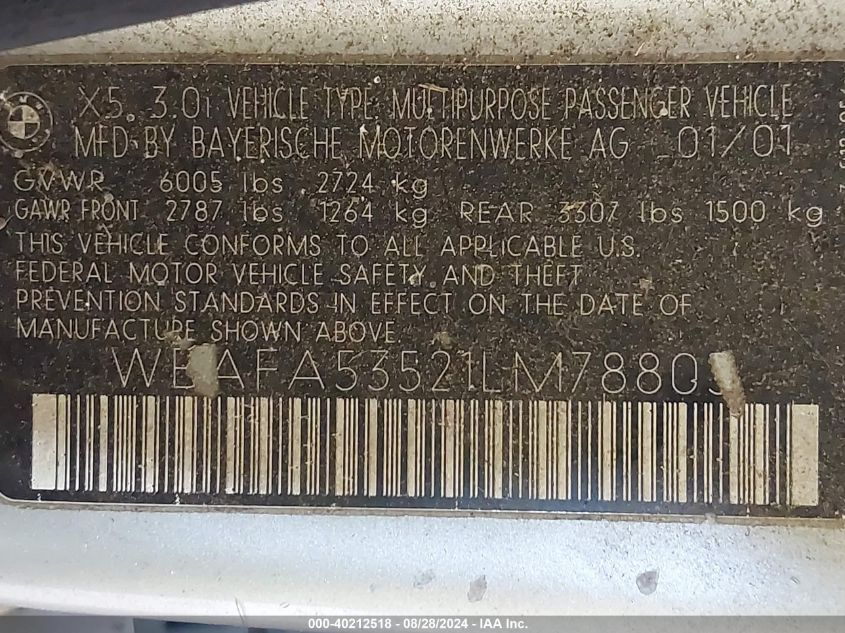 X5, 3.0i VEHICLE TYPE: MULTIPURPOSE PASSENGER VEHICLE
MFD BY BAYERISCHE MOTORENWERKE AG 01/01
GVWR 6005 lbs 2724 kg
GAWR FRONT 2787 lbs 1264 kg REAR 3307 lbs 1500 kg
THIS VEHICLE CONFORMS TO ALL APPLICABLE U.S.
FEDERAL MOTOR VEHICLE SAFETY AND THEFT
PREVENTION STANDARDS IN EFFECT ON THE DATE OF
MANUFACTURE SHOWN ABOVE
WBAFA53521LM78803
000-40212518 - 08/28/2024 - IAA Inc.